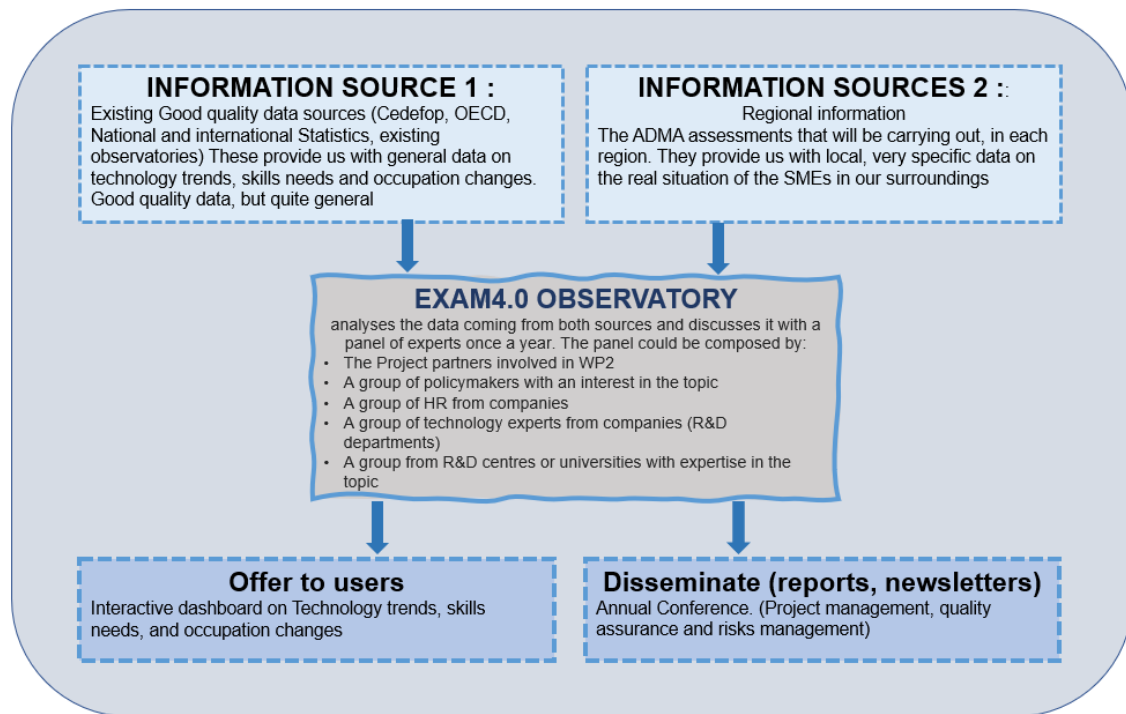 INFORMATION SOURCE 1 :
Existing Good quality data sources (Cedefop, OECD,
National and international Statistics, existing
observatories) These provide us with general data on
technology trends, skills needs and occupation changes.
Good quality data, but quite general
INFORMATION SOURCES 2 ::
Regional information
The ADMA assessments that will be carrying out, in each
region. They provide us with local, very specific data on
the real situation of the SMEs in our surroundings
EXAM4.0 OBSERVATORY
analyses the data coming from both sources and discusses it with a
panel of experts once a year. The panel could be composed by:
• The Project partners involved in WP2
• A group of policymakers with an interest in the topic
• A group of HR from companies
• A group of technology experts from companies (R&D
departments)
• A group from R&D centres or universities with expertise in the
topic
Offer to users
Interactive dashboard on Technology trends, skills
needs, and occupation changes
Disseminate (reports, newsletters)
Annual Conference. (Project management, quality
assurance and risks management)